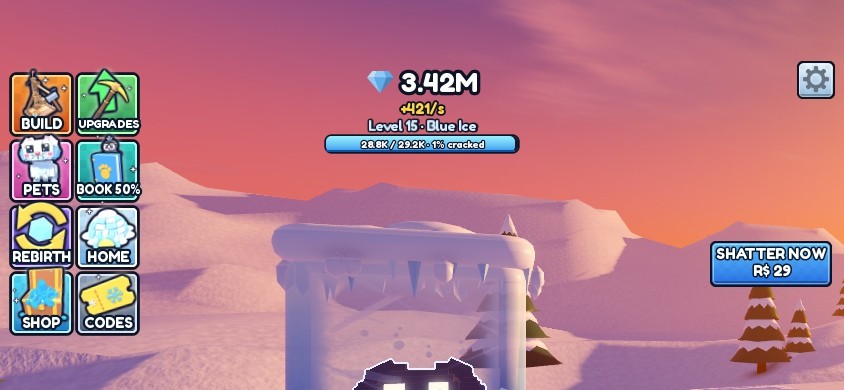 3.42M
+421/s
Level 15 · Blue Ice
28.8K / 29.2K · 1% cracked
BUILD
UPGRADES
PETS
BOOK 50%
REBIRTH
HOME
SHOP
CODES
SHATTER NOW
R$ 29